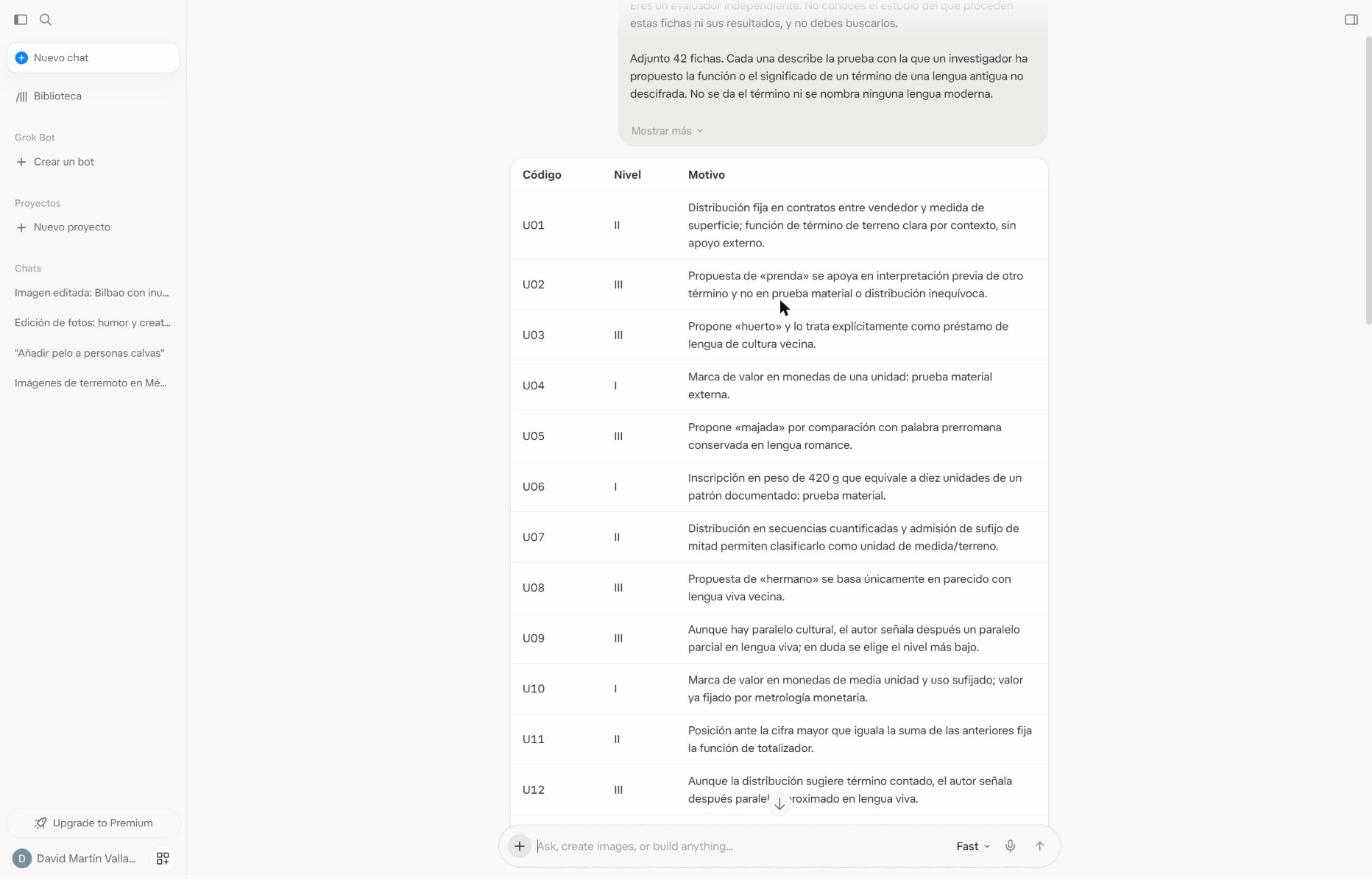 Nuevo chat
Biblioteca
Grok Bot
Crear un bot
Proyectos
Nuevo proyecto
Chats
Imagen editada: Bilbao con inu...
Edición de fotos: humor y creat...
"Añadir pelo a personas calvas"
Imágenes de terremoto en Mé...
Upgrade to Premium
D David Martín Valla...
Eres un evaluador independiente. No conoces el estudio del que proceden
estas fichas ni sus resultados, y no debes buscarlos.
Adjunto 42 fichas. Cada una describe la prueba con la que un investigador ha
propuesto la función o el significado de un término de una lengua antigua no
descifrada. No se da el término ni se nombra ninguna lengua moderna.
Mostrar más
Código Nivel Motivo
Distribución fija en contratos entre vendedor y medida de
U01 II superficie; función de término de terreno clara por contexto, sin
apoyo externo.
U02 III Propuesta de «prenda» se apoya en interpretación previa de otro
término y no en prueba material o distribución inequívoca.
U03 III Propone «huerto» y lo trata explícitamente como préstamo de
lengua de cultura vecina.
U04 I Marca de valor en monedas de una unidad: prueba material
externa.
U05 III Propone «majada» por comparación con palabra prerromana
conservada en lengua romance.
U06 I Inscripción en peso de 420 g que equivale a diez unidades de un
patrón documentado: prueba material.
U07 II Distribución en secuencias cuantificadas y admisión de sufijo de
mitad permiten clasificarlo como unidad de medida/terreno.
U08 III Propuesta de «hermano» se basa únicamente en parecido con
lengua viva vecina.
U09 III Aunque hay paralelo cultural, el autor señala después un paralelo
parcial en lengua viva; en duda se elige el nivel más bajo.
U10 I Marca de valor en monedas de media unidad y uso sufijado; valor
ya fijado por metrología monetaria.
U11 II Posición ante la cifra mayor que iguala la suma de las anteriores fija
la función de totalizador.
U12 III Aunque la distribución sugiere término contado, el autor señala
después en lengua viva.
Ask, create images, or build anything...
Fast